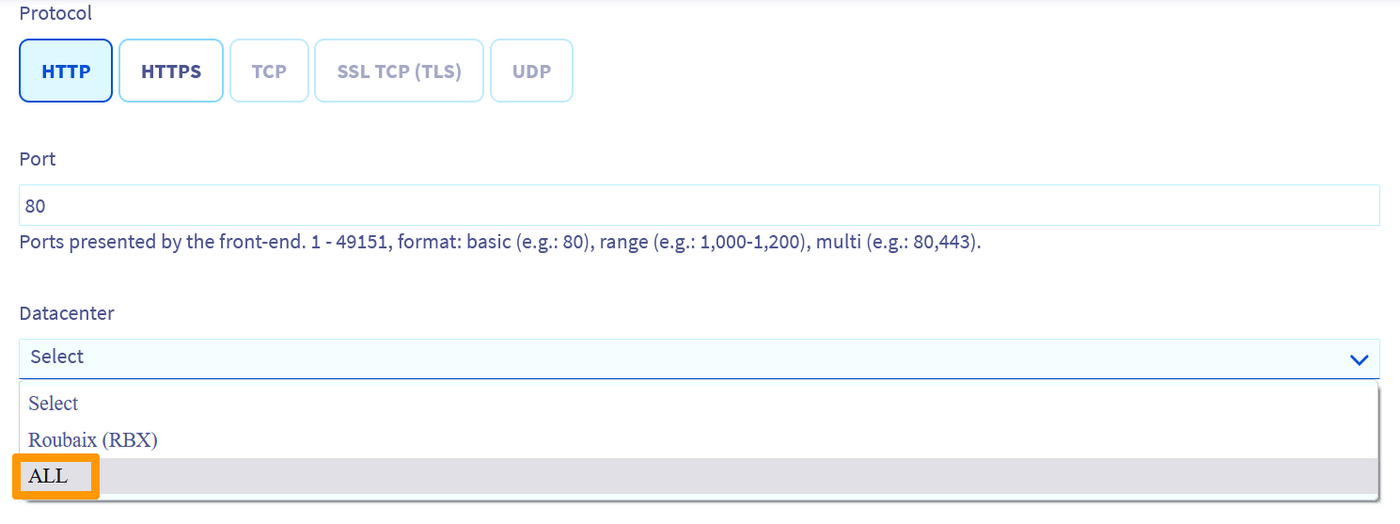 Protocol
HTTP HTTPS TCP SSL TCP (TLS) UDP
Port
80
Ports presented by the front-end. 1 - 49151, format: basic (e.g.: 80), range (e.g.: 1,000-1,200), multi (e.g.: 80,443).
Datacenter
Select
Select
Roubaix (RBX)
ALL